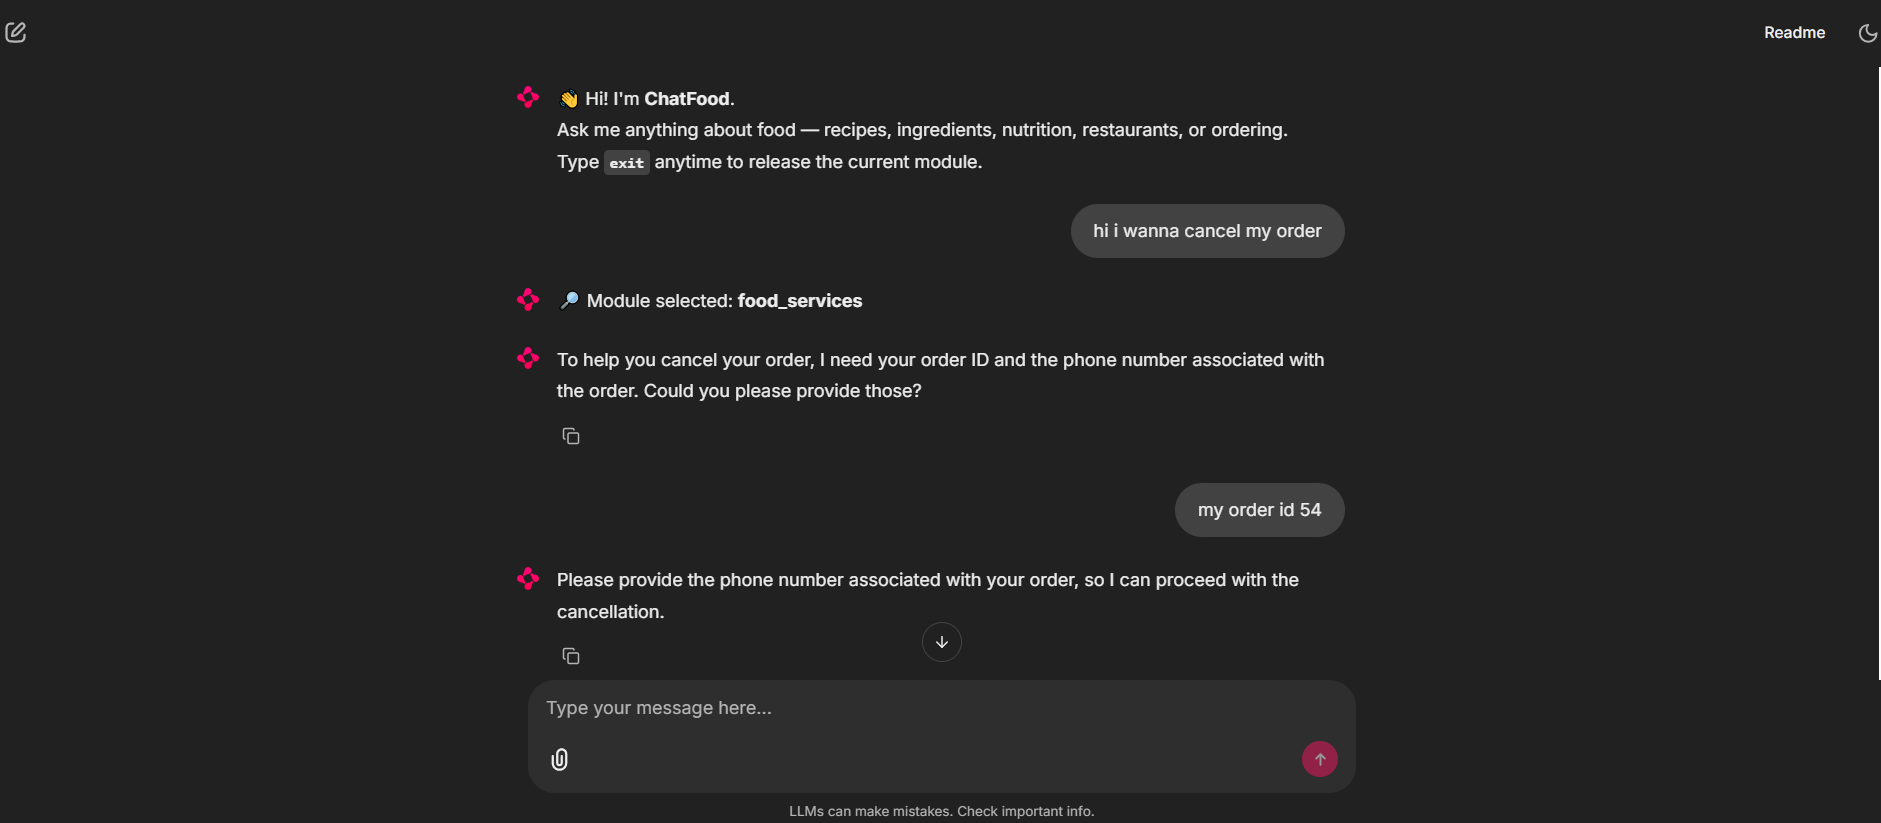 Readme
👋 Hi! I'm ChatFood.
Ask me anything about food — recipes, ingredients, nutrition, restaurants, or ordering.
Type exit anytime to release the current module.
hi i wanna cancel my order
🔎 Module selected: food_services
To help you cancel your order, I need your order ID and the phone number associated with
the order. Could you please provide those?
my order id 54
Please provide the phone number associated with your order, so I can proceed with the
cancellation.
Type your message here...
LLMs can make mistakes. Check important info.